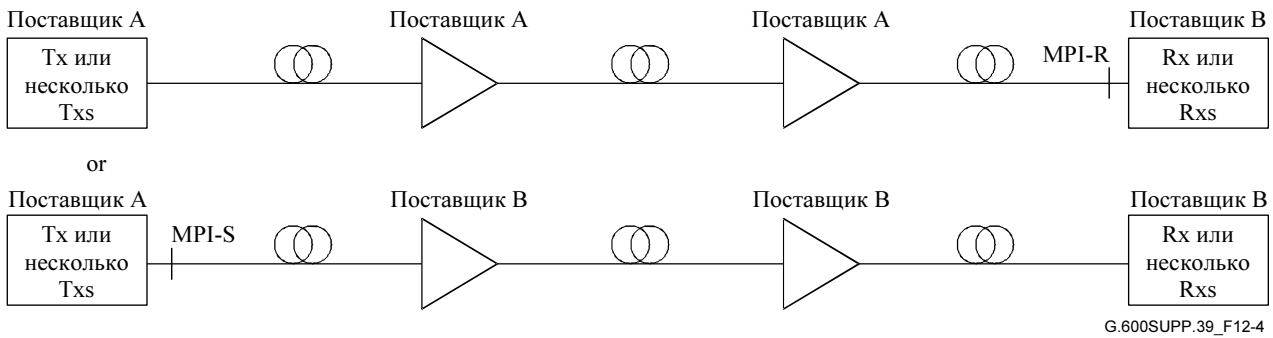 Поставщик A Поставщик A Поставщик A Поставщик B
Tx или
несколько
Txs
MPI-R
Rx или
несколько
Rxs
or
Поставщик A Поставщик B Поставщик B Поставщик B
Tx или
несколько
Txs
MPI-S
Rx или
несколько
Rxs
G.600SUPP.39_F12-4